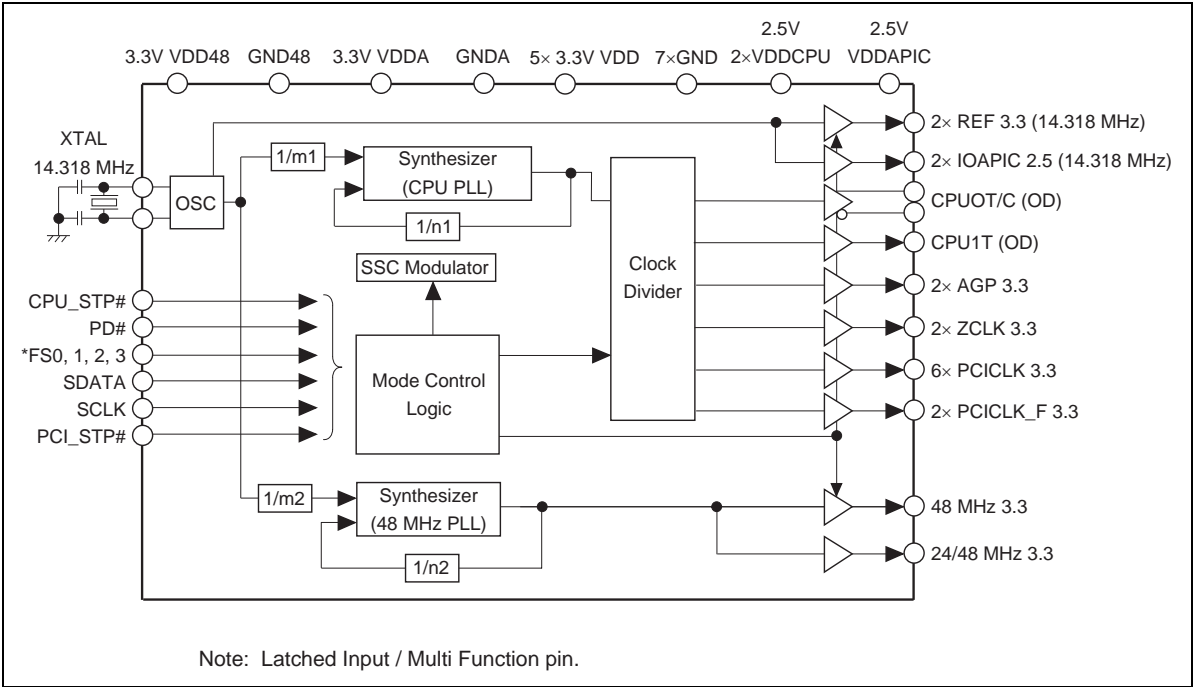 2.5V
2.5V
3.3V VDD48
GND48
3.3V VDDA
GNDA
5× 3.3V VDD
7×GND
2×VDDCPU
VDDAPIC
XTAL
14.318 MHz
OSC
1/m1
Synthesizer
(CPU PLL)
1/n1
SSC Modulator
Clock
Divider
CPU_STP#
PD#
*FS0, 1, 2, 3
SDATA
SCLK
PCI_STP#
Mode Control
Logic
1/m2
Synthesizer
(48 MHz PLL)
1/n2
2× REF 3.3 (14.318 MHz)
2× IOAPIC 2.5 (14.318 MHz)
CPUOT/C (OD)
CPU1T (OD)
2× AGP 3.3
2× ZCLK 3.3
6× PCICLK 3.3
2× PCICLK_F 3.3
48 MHz 3.3
24/48 MHz 3.3
Note: Latched Input / Multi Function pin.